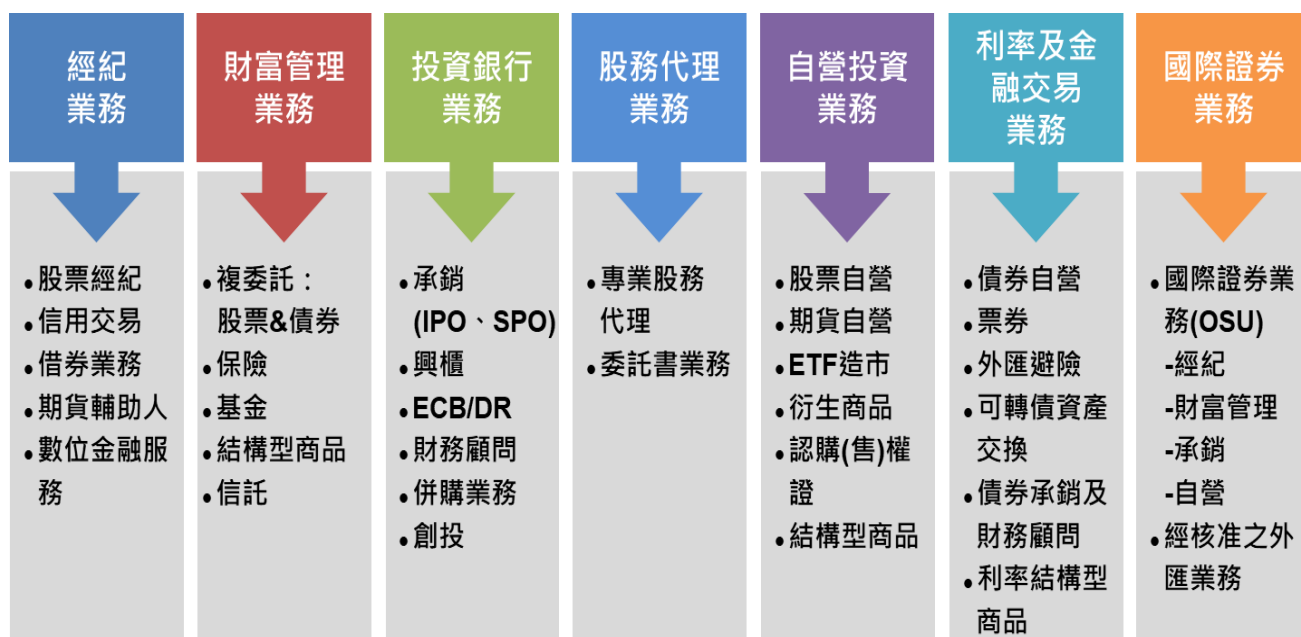 經紀
業務
•股票經紀
•信用交易
•借券業務
•期貨輔助人
•數位金融服
務
財富管理
業務
•複委託：
股票&債券
•保險
•基金
•結構型商品
•信託
投資銀行
業務
•承銷
(IPO、SPO)
•興櫃
•ECB/DR
•財務顧問
•併購業務
•創投
股務代理
業務
•專業股務
代理
•委託書業務
自營投資
業務
•股票自營
•期貨自營
•ETF造市
•衍生商品
•認購(售)權
證
•結構型商品
利率及金
融交易
業務
•債券自營
•票券
•外匯避險
•可轉債資產
交換
•債券承銷及
財務顧問
•利率結構型
商品
國際證券
業務
•國際證券業
務(OSU)
-經紀
-財富管理
-承銷
-自營
•經核准之外
匯業務